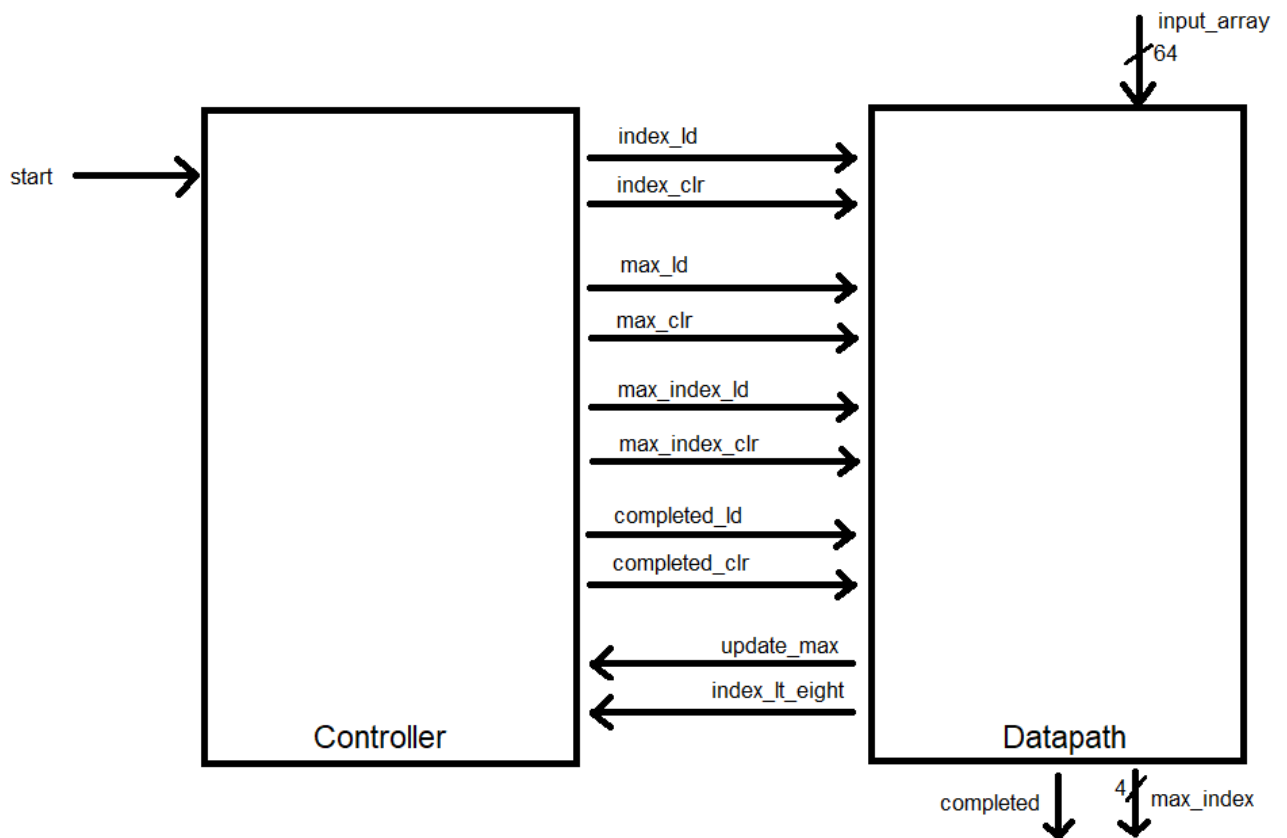 input_array
64
start
index_ld
index_clr
max_ld
max_clr
max_index_ld
max_index_clr
completed_ld
completed_clr
update_max
index_lt_eight
Controller
Datapath
completed
4
max_index